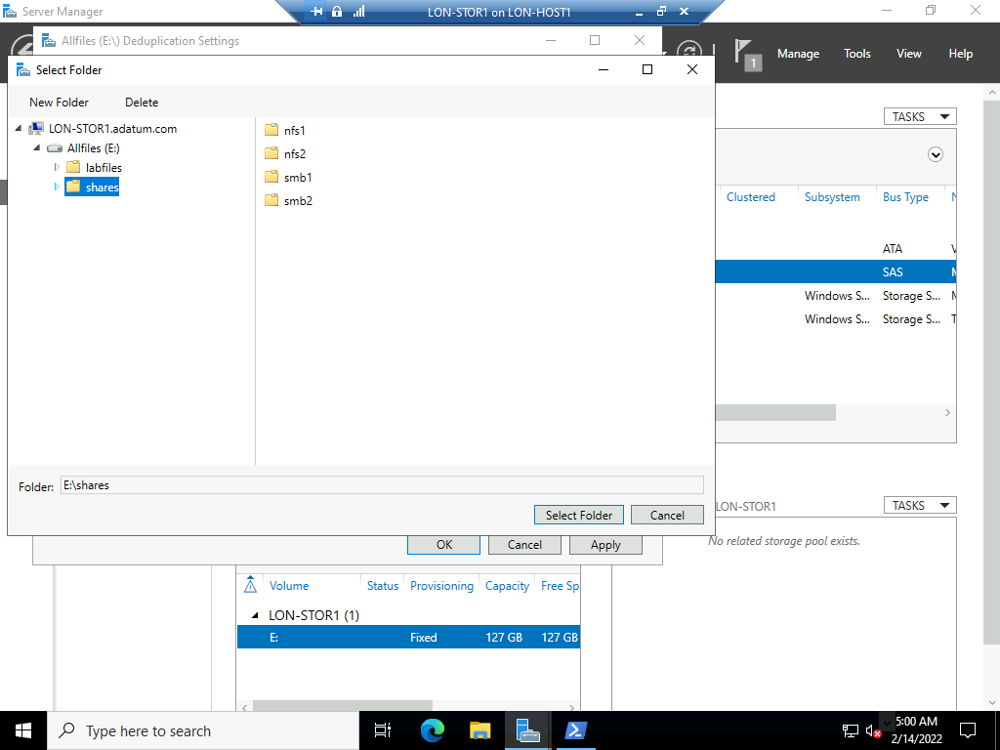 Server Manager
LON-STOR1 on LON-HOST1
Allfiles (E:\) Deduplication Settings
1
Manage Tools View Help
Select Folder
New Folder Delete
LON-STOR1.adatum.com
Allfiles (E:)
labfiles
shares
nfs1
nfs2
smb1
smb2
Folder: E:\shares
Select Folder Cancel
OK Cancel Apply
TASKS
Clustered Subsystem Bus Type
ATA
SAS
Windows S... Storage S...
Windows S... Storage S...
LON-STOR1 TASKS
No related storage pool exists.
Volume Status Provisioning Capacity Free Sp
LON-STOR1 (1)
E: Fixed 127 GB 127 GB
Type here to search
5:00 AM
2/14/2022